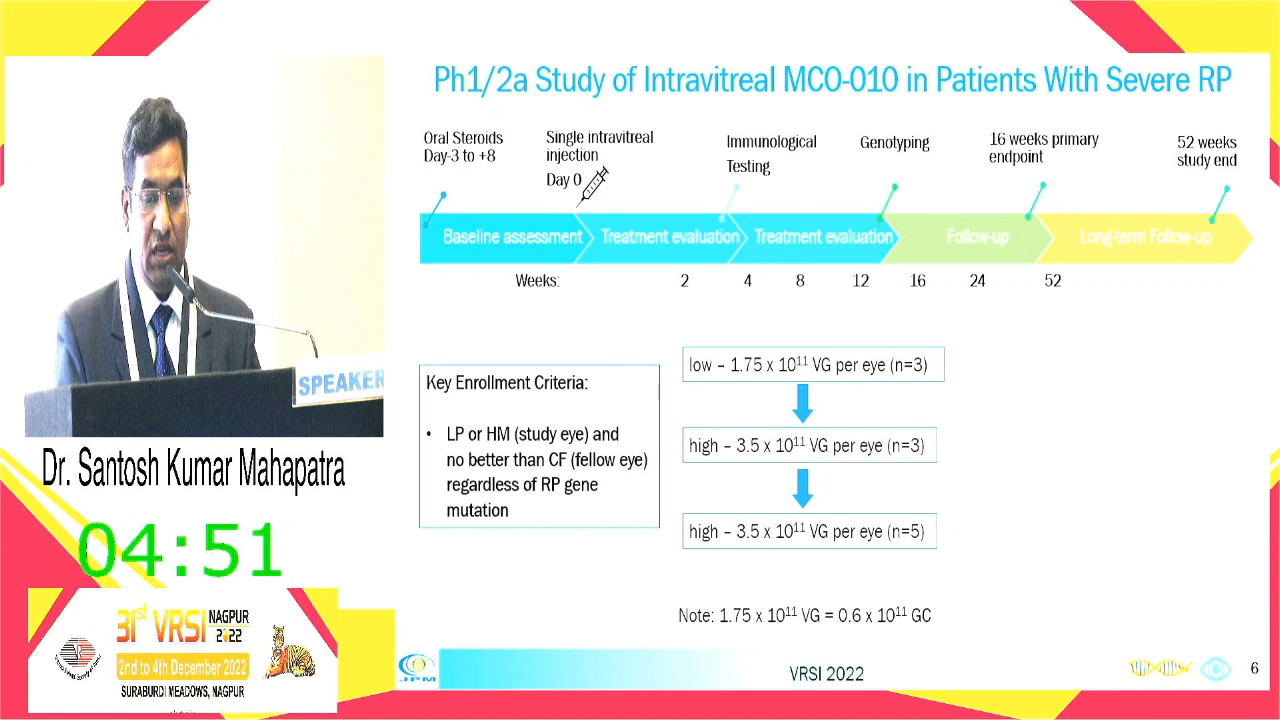 Ph1/2a Study of Intravitreal MCO-010 in Patients With Severe RP
Oral Steroids
Day-3 to +8
Single intravitreal
injection
Day 0
Immunological
Testing
Genotyping
16 weeks primary
endpoint
52 weeks
study end
Baseline assessment
Treatment evaluation
Treatment evaluation
Follow-up
Long-term Follow-up
Weeks: 2 4 8 12 16 24 52
Key Enrollment Criteria:
• LP or HM (study eye) and
no better than CF (fellow eye)
regardless of RP gene
mutation
low – 1.75 x 10¹¹ VG per eye (n=3)
high – 3.5 x 10¹¹ VG per eye (n=3)
high – 3.5 x 10¹¹ VG per eye (n=5)
Note: 1.75 x 10¹¹ VG = 0.6 x 10¹¹ GC
JPM
VRSI 2022
6
SPEAKER
Dr. Santosh Kumar Mahapatra
04:51
31st VRSI NAGPUR
2022
2nd to 4th December 2022
SURABURDI MEADOWS, NAGPUR